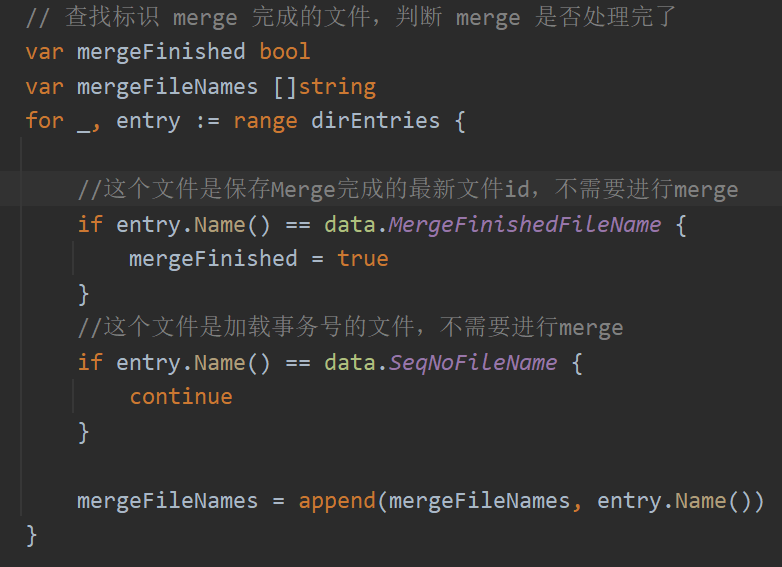 // 查找标识 merge 完成的文件，判断 merge 是否处理完了
var mergeFinished bool
var mergeFileNames []string
for _, entry := range dirEntries {
//这个文件是保存Merge完成的最新文件id，不需要进行merge
if entry.Name() == data.MergeFinishedFileName {
mergeFinished = true
}
//这个文件是加载事务号的文件，不需要进行merge
if entry.Name() == data.SeqNoFileName {
continue
}
mergeFileNames = append(mergeFileNames, entry.Name())
}